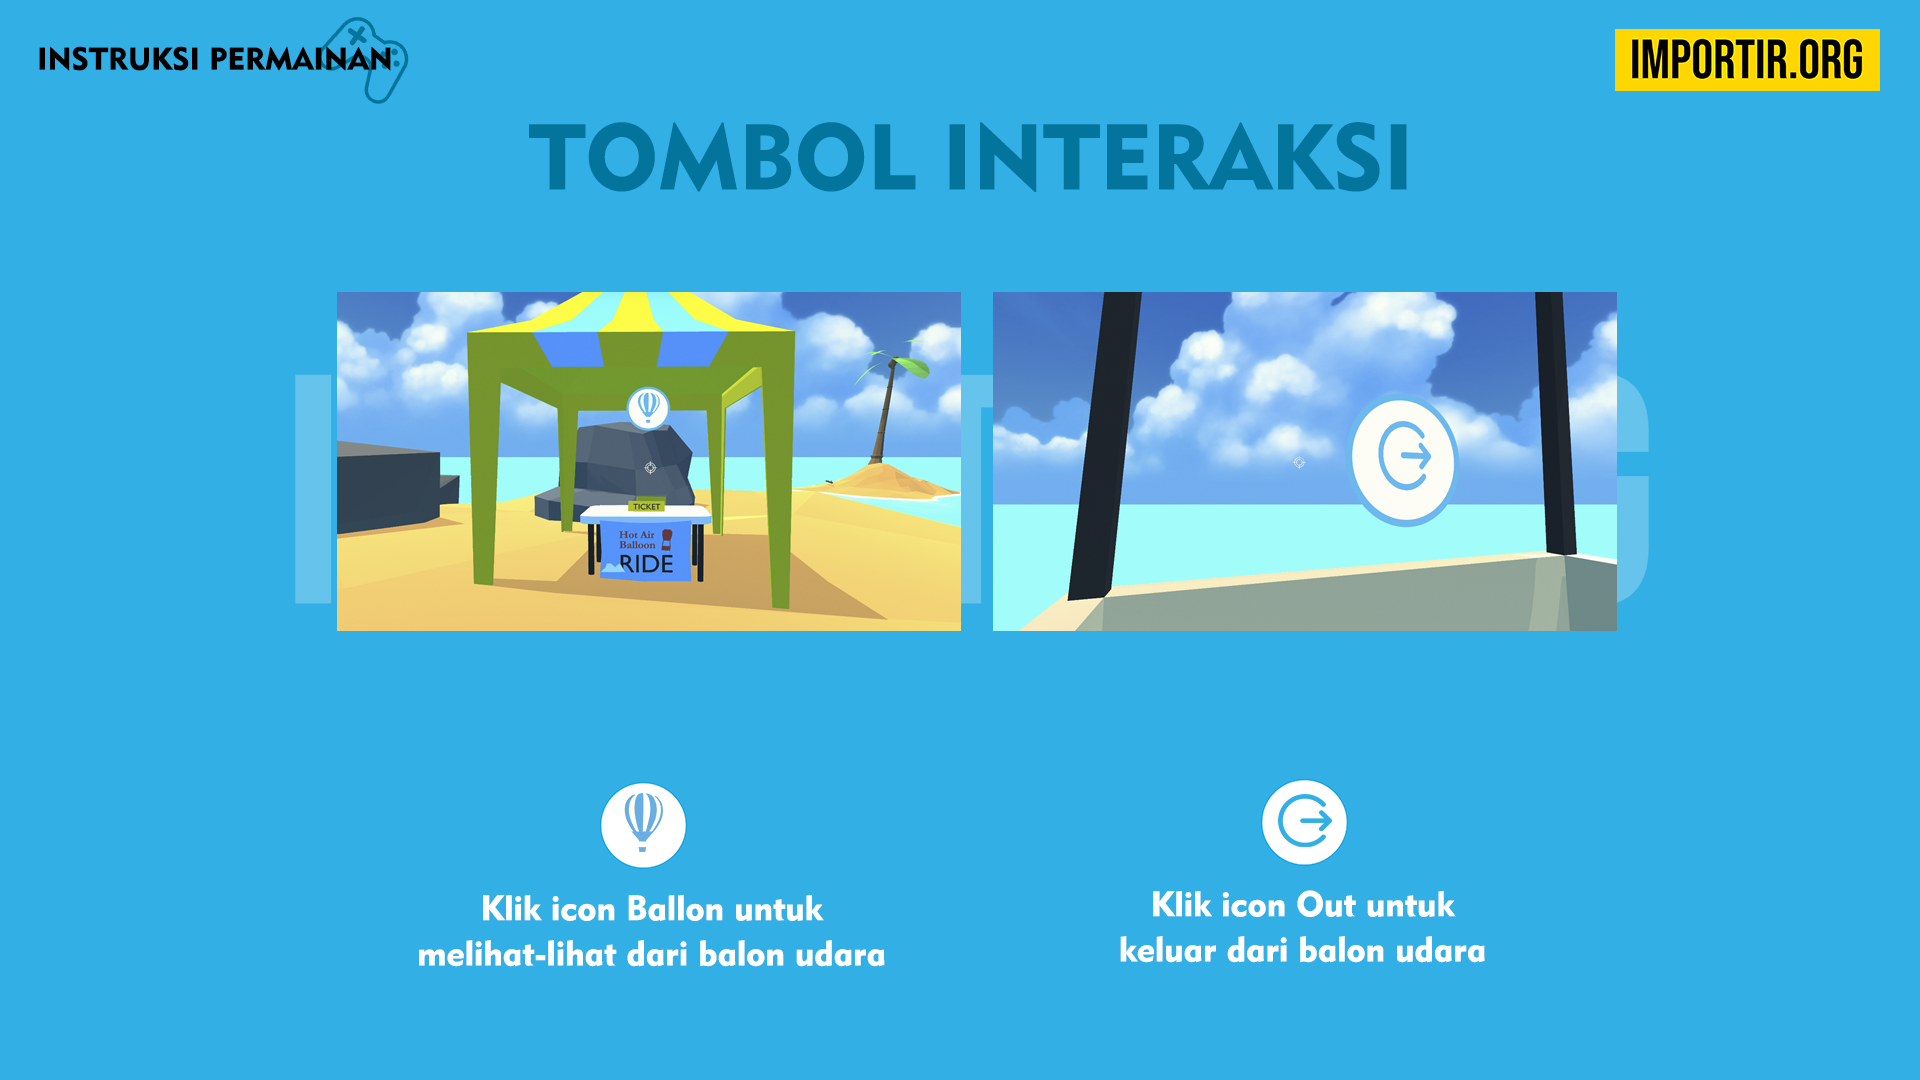 INSTRUKSI PERMAINAN
IMPORTIR.ORG
TOMBOL INTERAKSI
TICKET
Hot Air
Balloon
RIDE
Klik icon Ballon untuk
melihat-lihat dari balon udara
Klik icon Out untuk
keluar dari balon udara